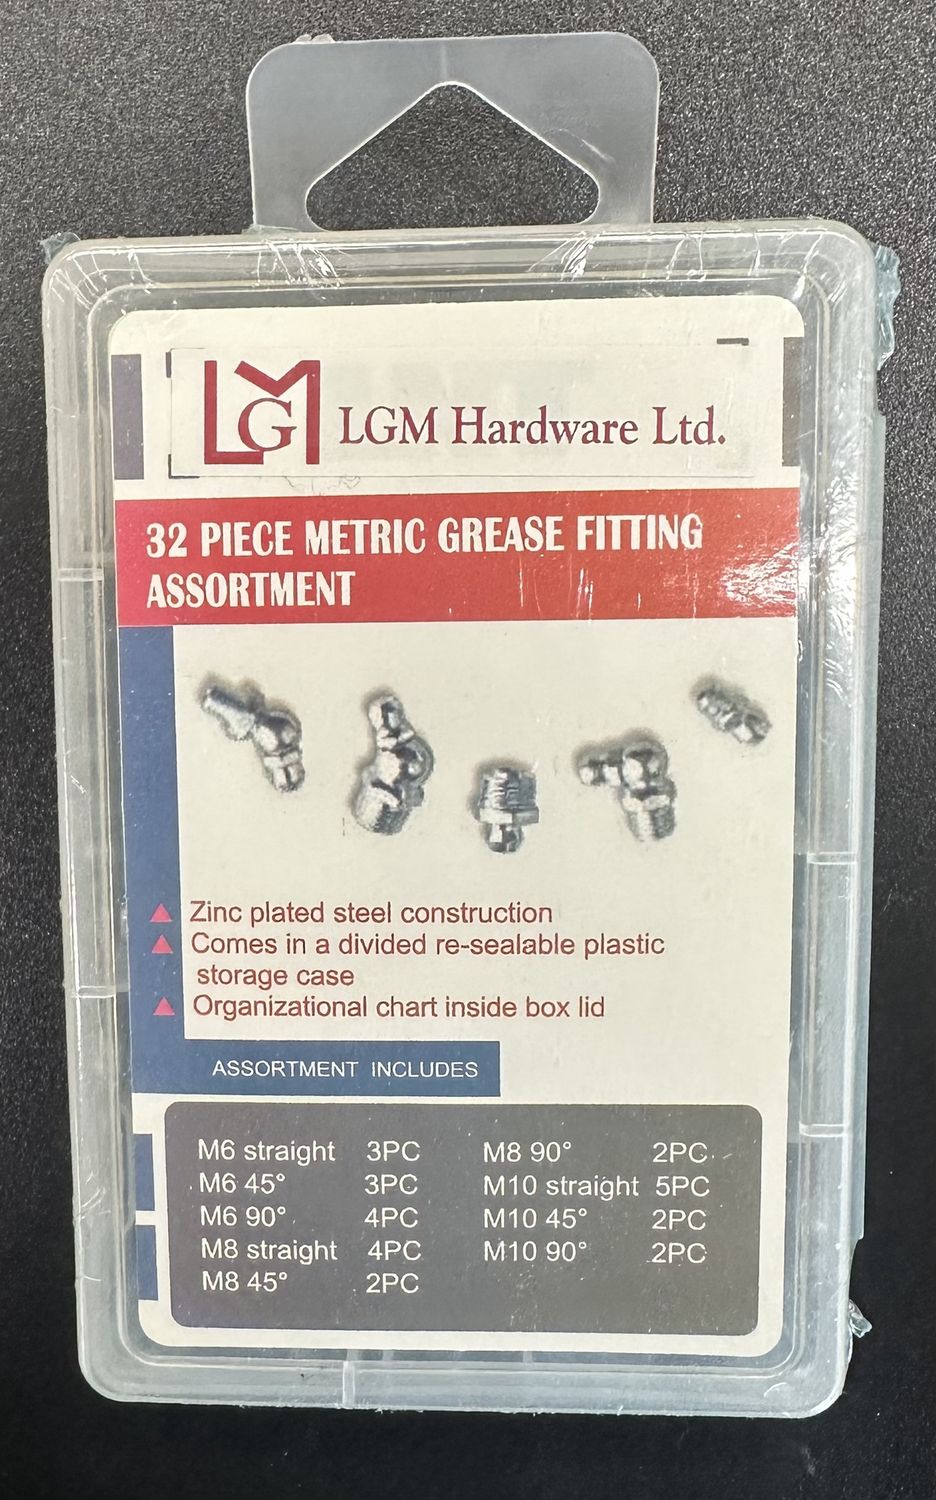 LMG
LGM Hardware Ltd.
32 PIECE METRIC GREASE FITTING
ASSORTMENT
Zinc plated steel construction
Comes in a divided re-sealable plastic
storage case
Organizational chart inside box lid
ASSORTMENT INCLUDES
M6 straight 3PC
M6 45° 3PC
M6 90° 4PC
M8 straight 4PC
M8 45° 2PC
M8 90° 2PC
M10 straight 5PC
M10 45° 2PC
M10 90° 2PC